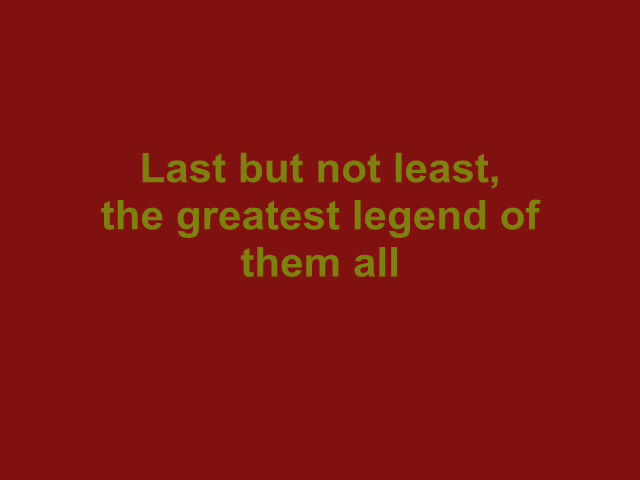 Last but not least,
the greatest legend of
them all